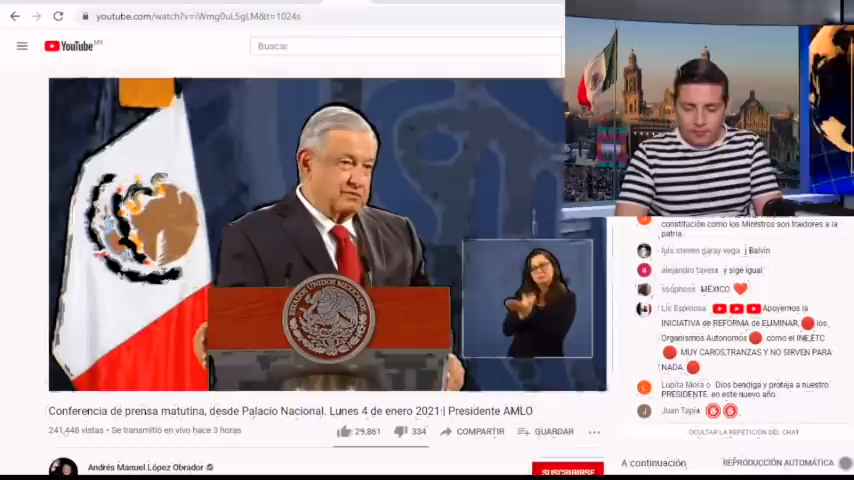 youtube.com/watch?v=iWmg0uL5gLM&t=1024s
YouTube MX
Buscar
ESTADOS UNIDOS MEXICANOS
constitución como los Ministros son traidores a la
patria.
luis steven garay vega j Balvin
alejandro tavera y sige igual
MÉXICO
Lic Espinosa Apoyemos la
INICIATIVA de REFORMA de ELIMINAR, los
Organismos Autonomos como el INE,ETC
MUY CAROS,TRANZAS Y NO SIRVEN PARA
NADA.
Lupita Mora o Dios bendiga y proteja a nuestro
PRESIDENTE. en este nuevo año.
Juan Tapia
OCULTAR LA REPETICIÓN DEL CHAT
Conferencia de prensa matutina, desde Palacio Nacional. Lunes 4 de enero 2021 | Presidente AMLO
241,448 vistas • Se transmitió en vivo hace 3 horas
29,861 334 COMPARTIR GUARDAR
Andrés Manuel López Obrador
SUSCRIBIRSE
A continuación REPRODUCCIÓN AUTOMÁTICA